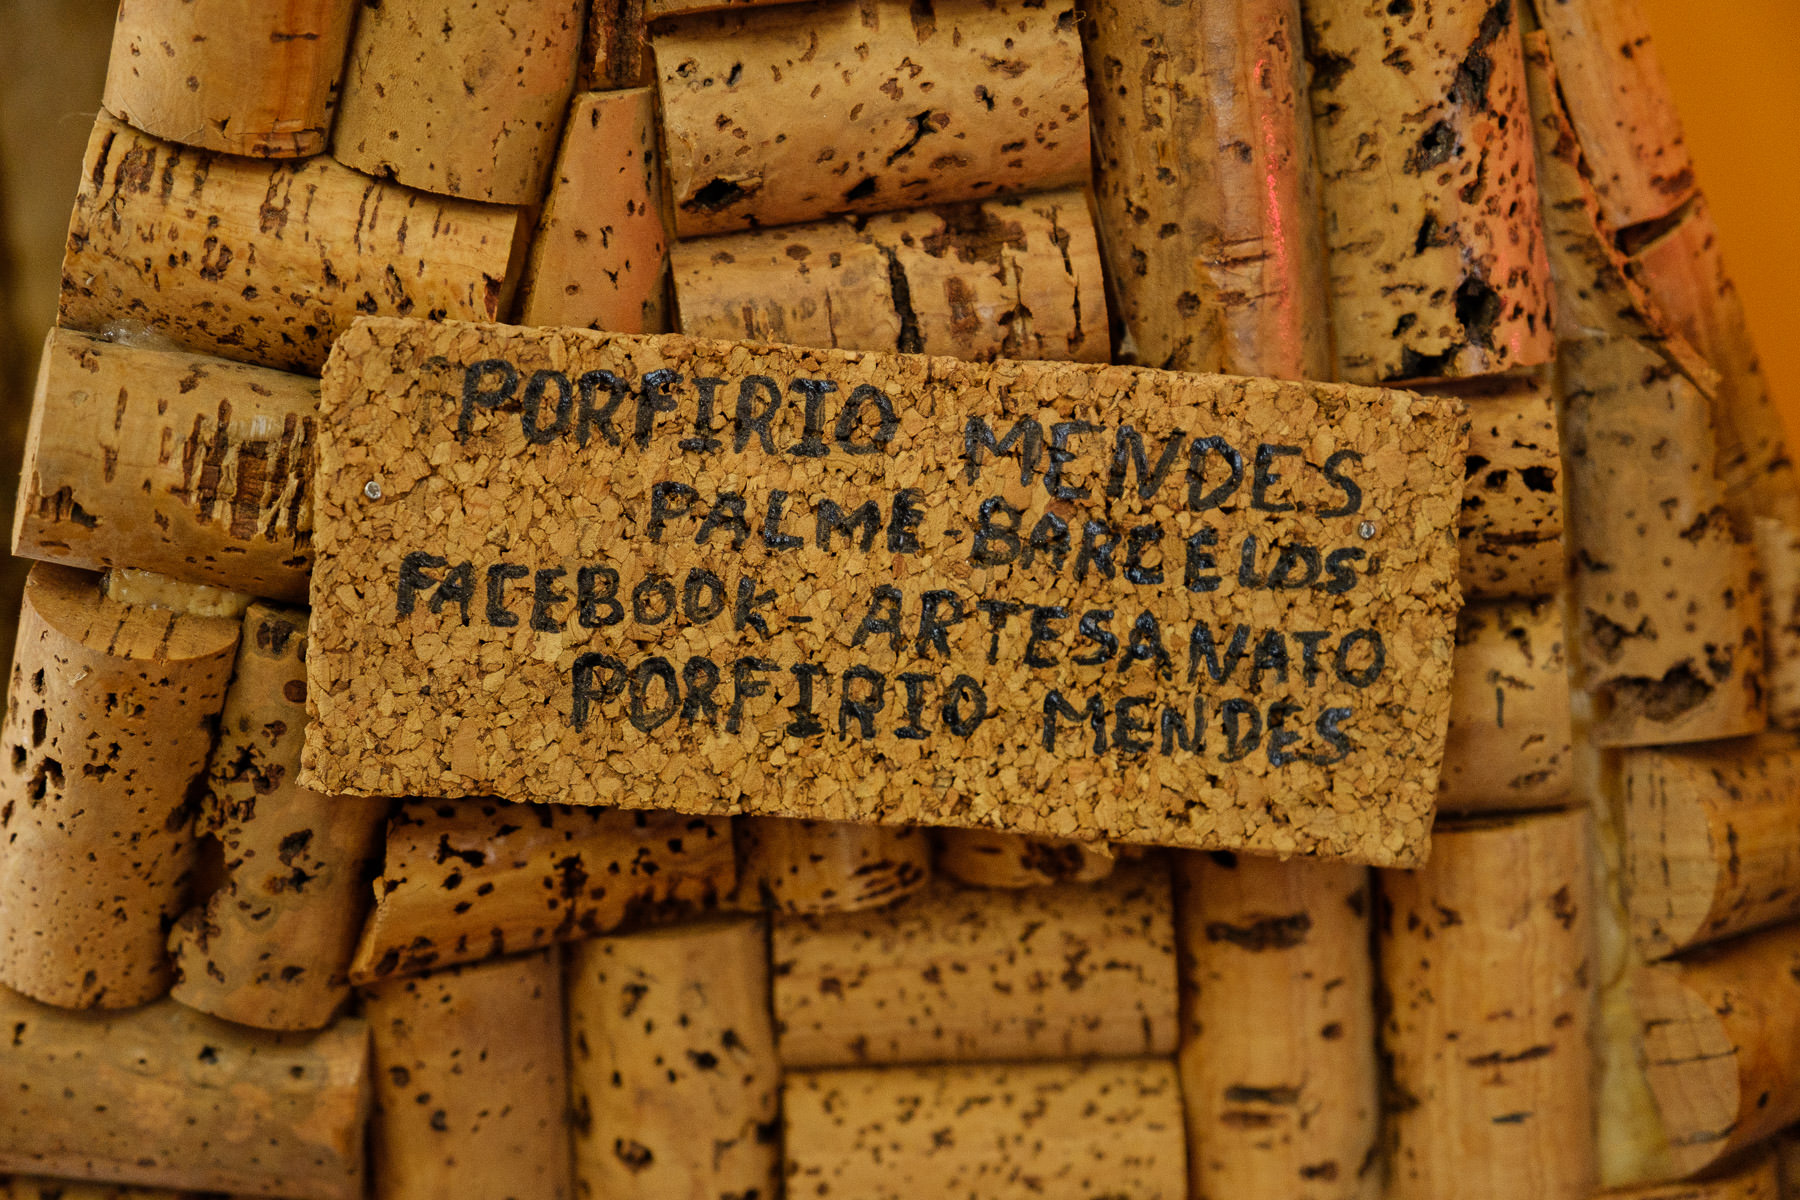 PORFIRIO MENDES
PALME-BARCELOS
FACEBOOK- ARTESANATO
PORFIRIO MENDES